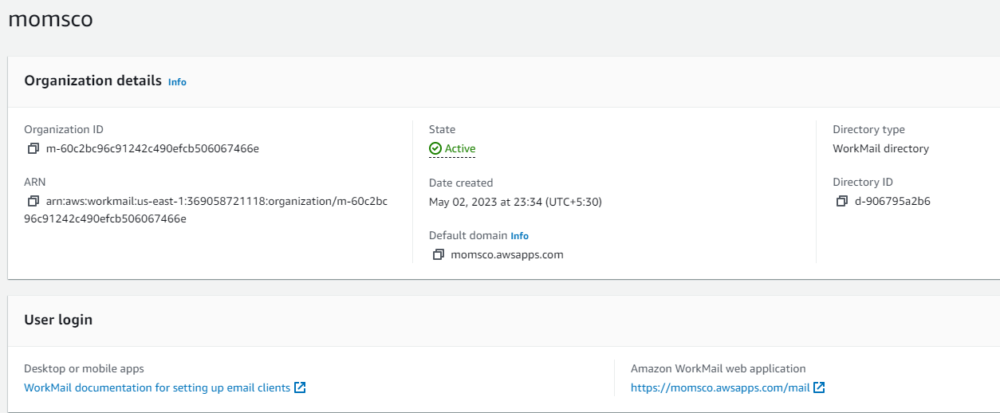 momsco
Organization details Info
Organization ID
m-60c2bc96c91242c490efcb506067466e
ARN
arn:aws:workmail:us-east-1:369058721118:organization/m-60c2bc
96c91242c490efcb506067466e
State
Active
Date created
May 02, 2023 at 23:34 (UTC+5:30)
Default domain Info
momsco.awsapps.com
Directory type
WorkMail directory
Directory ID
d-906795a2b6
User login
Desktop or mobile apps
WorkMail documentation for setting up email clients
Amazon WorkMail web application
https://momsco.awsapps.com/mail